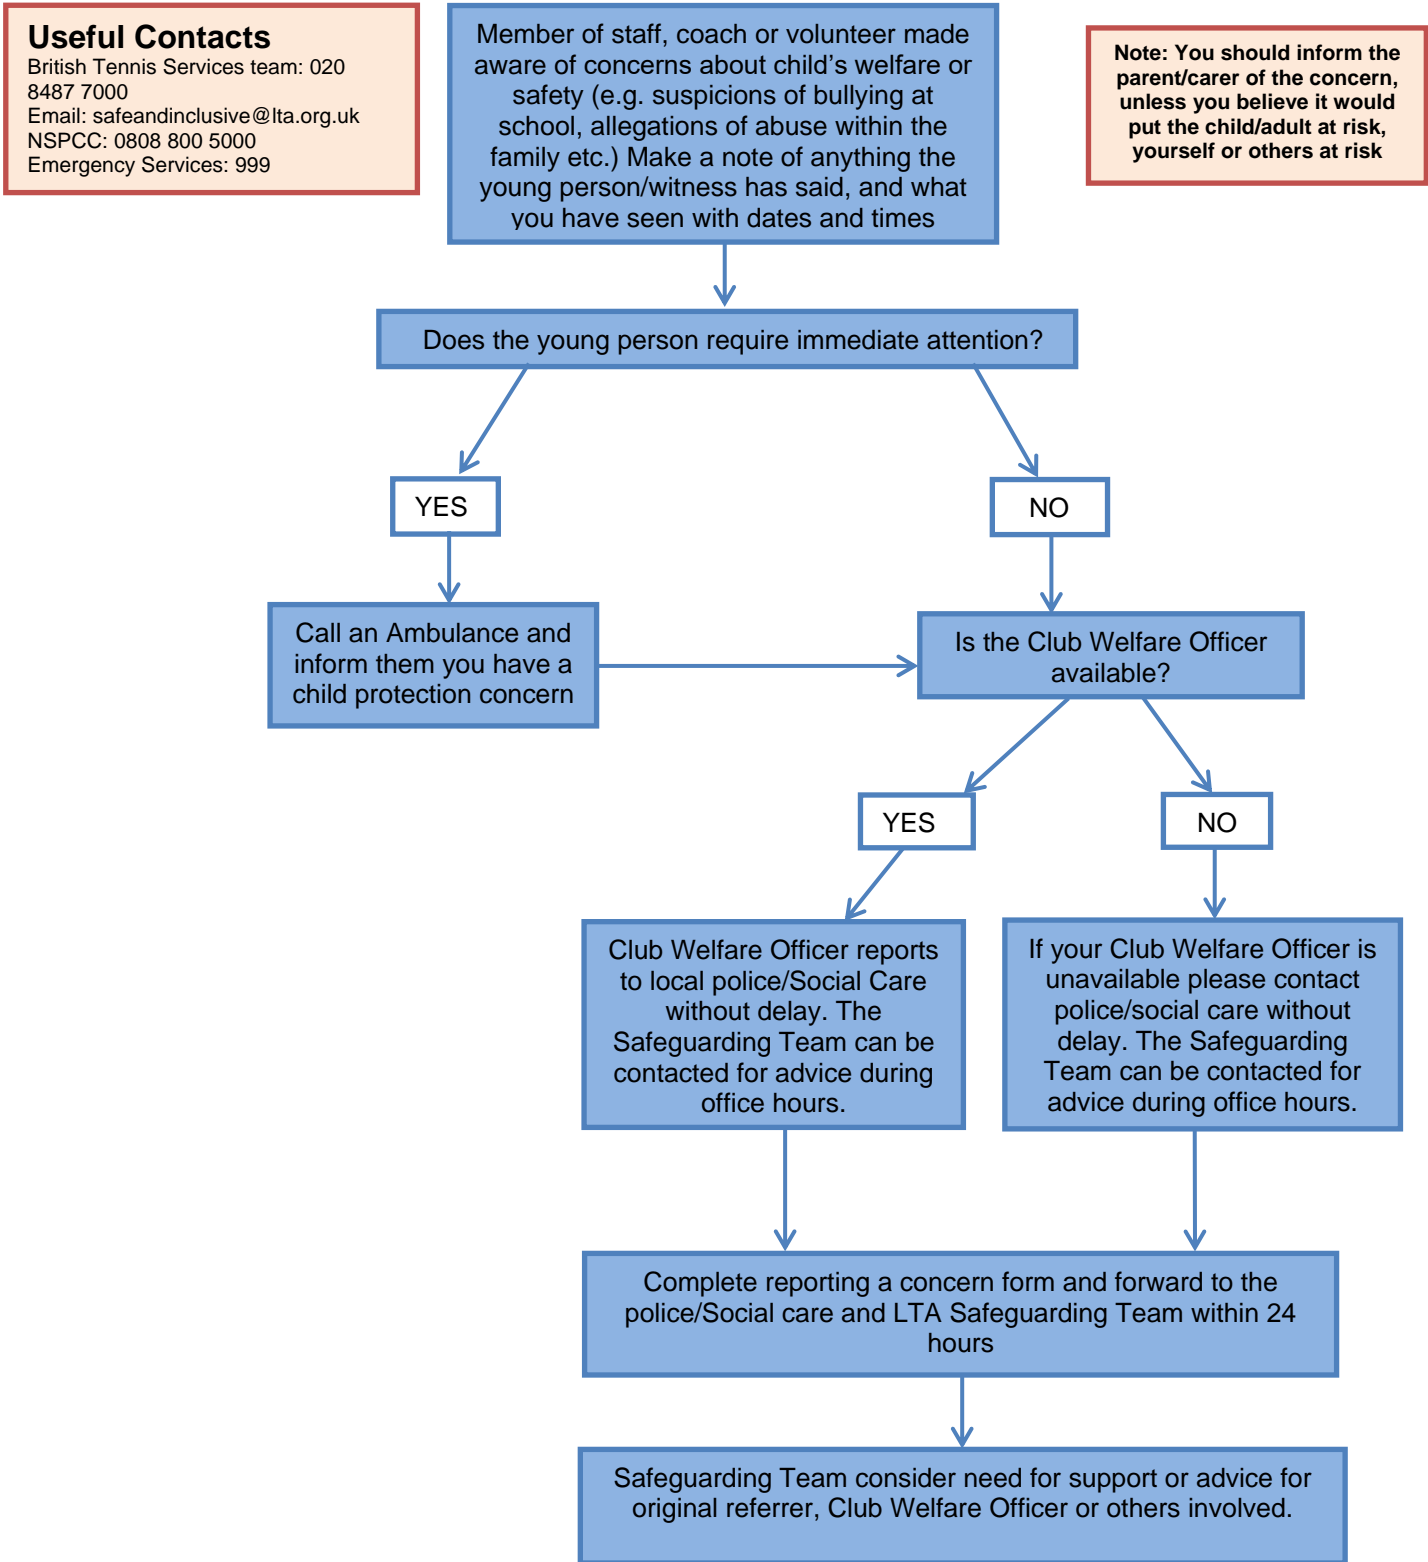 Useful Contacts
British Tennis Services team: 020
8487 7000
Email: safeandinclusive@lta.org.uk
NSPCC: 0808 800 5000
Emergency Services: 999
Member of staff, coach or volunteer made
aware of concerns about child’s welfare or
safety (e.g. suspicions of bullying at
school, allegations of abuse within the
family etc.) Make a note of anything the
young person/witness has said, and what
you have seen with dates and times
Note: You should inform the
parent/carer of the concern,
unless you believe it would
put the child/adult at risk,
yourself or others at risk
Does the young person require immediate attention?
YES
NO
Call an Ambulance and
inform them you have a
child protection concern
Is the Club Welfare Officer
available?
YES
NO
Club Welfare Officer reports
to local police/Social Care
without delay. The
Safeguarding Team can be
contacted for advice during
office hours.
If your Club Welfare Officer is
unavailable please contact
police/social care without
delay. The Safeguarding
Team can be contacted for
advice during office hours.
Complete reporting a concern form and forward to the
police/Social care and LTA Safeguarding Team within 24
hours
Safeguarding Team consider need for support or advice for
original referrer, Club Welfare Officer or others involved.